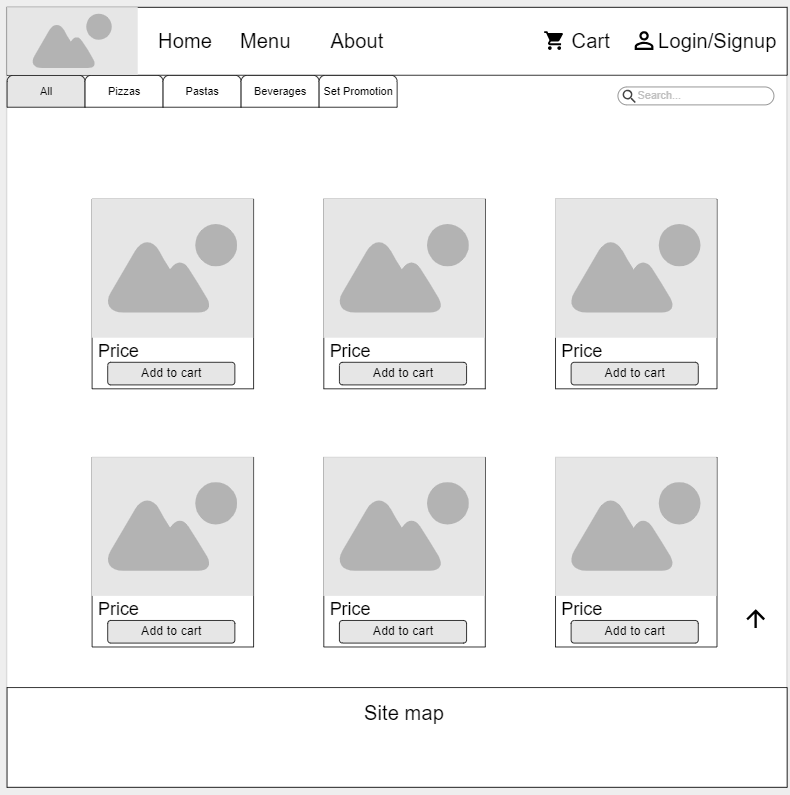 Home Menu About Cart Login/Signup
All Pizzas Pastas Beverages Set Promotion Search...
Price Price Price
Add to cart Add to cart Add to cart
Price Price Price
Add to cart Add to cart Add to cart
Site map